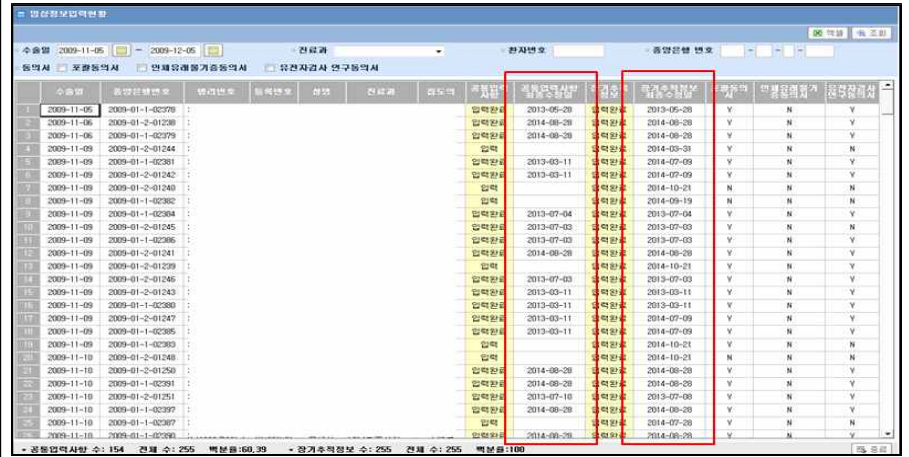 임상정보입력현황
엑셀 조회
수술일 2009-11-05 - 2009-12-05 진료과 환자번호 종양은행 번호 - - -
동의서 포괄동의서 인체유래물기증동의서 유전자검사 연구동의서
수술일 종양은행번호 병리번호 등록번호 성명 진료과 집도의 공통입력사항 공통입력사항 최종수정일 장기추적정보 장기추적정보 최종수정일 포괄동의서 인체유래물기증동의서 유전자검사 연구동의서
1 2009-11-05 2009-01-1-02378 : 입력완료 2013-05-28 입력완료 2013-05-28 Y N Y
2 2009-11-06 2009-01-2-01238 : 입력완료 2014-08-28 입력완료 2014-08-28 Y N Y
3 2009-11-06 2009-01-1-02379 : 입력완료 2014-08-28 입력완료 2014-08-28 Y N Y
4 2009-11-09 2009-01-2-01244 : 입력 입력완료 2014-03-31 Y N N
5 2009-11-09 2009-01-1-02381 : 입력완료 2013-03-11 입력완료 2014-07-09 Y N Y
6 2009-11-09 2009-01-2-01242 : 입력완료 2013-03-11 입력완료 2014-07-09 Y N Y
7 2009-11-09 2009-01-2-01240 : 입력 입력완료 2014-10-21 N N N
8 2009-11-09 2009-01-1-02382 : 입력 입력완료 2014-09-19 N N N
9 2009-11-09 2009-01-1-02384 : 입력완료 2013-07-04 입력완료 2013-07-04 Y N Y
10 2009-11-09 2009-01-2-01245 : 입력완료 2013-07-03 입력완료 2013-07-03 Y N Y
11 2009-11-09 2009-01-1-02386 : 입력완료 2013-07-03 입력완료 2013-07-03 Y N Y
12 2009-11-09 2009-01-2-01241 : 입력완료 2014-08-28 입력완료 2014-08-28 Y N Y
13 2009-11-09 2009-01-2-01239 : 입력 입력완료 2014-10-21 Y N N
14 2009-11-09 2009-01-2-01246 : 입력완료 2013-07-03 입력완료 2013-07-03 Y N Y
15 2009-11-09 2009-01-2-01243 : 입력완료 2013-03-11 입력완료 2013-03-11 Y N Y
16 2009-11-09 2009-01-1-02380 : 입력완료 2013-03-11 입력완료 2013-03-11 Y N Y
17 2009-11-09 2009-01-2-01247 : 입력완료 2013-03-11 입력완료 2014-07-09 Y N Y
18 2009-11-09 2009-01-1-02385 : 입력완료 2013-03-11 입력완료 2014-07-09 Y N Y
19 2009-11-09 2009-01-1-02383 : 입력 입력완료 2014-10-21 Y N Y
20 2009-11-10 2009-01-2-01248 : 입력 입력완료 2014-10-21 N N N
21 2009-11-10 2009-01-2-01250 : 입력완료 2014-08-28 입력완료 2014-08-28 Y N Y
22 2009-11-10 2009-01-1-02391 : 입력완료 2014-08-28 입력완료 2014-08-28 Y N Y
23 2009-11-10 2009-01-2-01251 : 입력완료 2013-07-10 입력완료 2013-07-08 Y N Y
24 2009-11-10 2009-01-1-02397 : 입력완료 2014-08-28 입력완료 2014-08-28 Y N Y
25 2009-11-10 2009-01-1-02387 : 입력 입력완료 2014-07-28 Y N Y
26 2009-11-10 2009-01-1-02390 입력완료 2014-08-28 입력완료 2014-08-28 Y N Y
공통입력사항 수: 154 전체 수: 255 백분율:60.39 장기추적정보 수: 255 전체 수: 255 백분율:100 종료